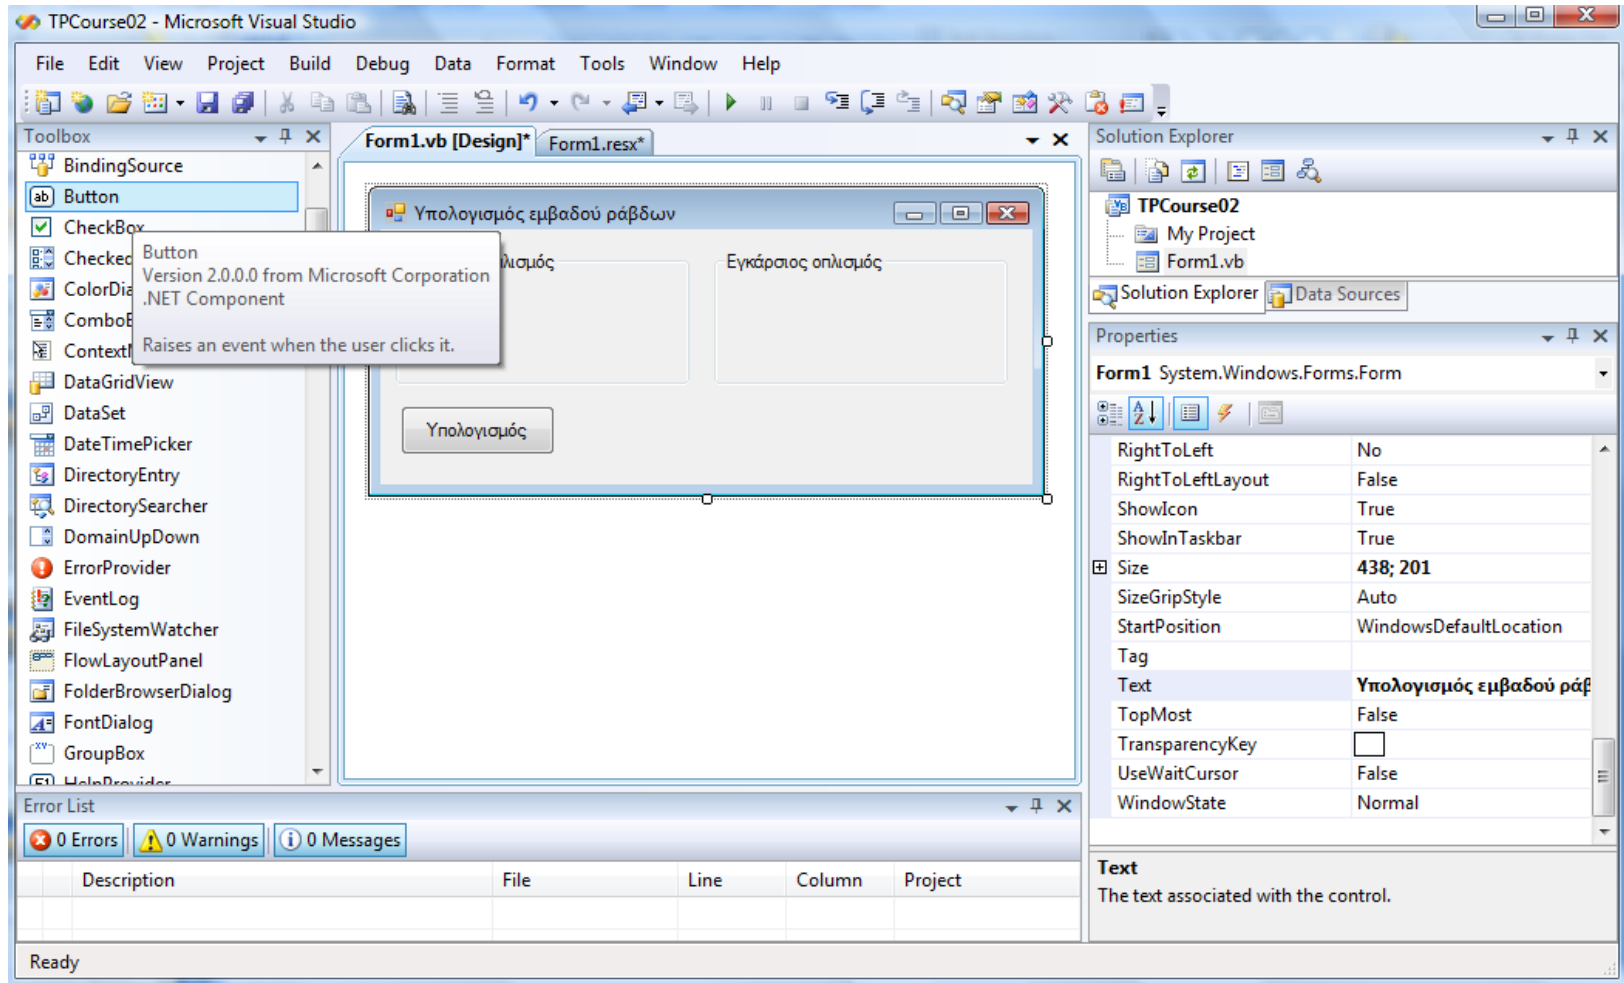 TPCourse02 - Microsoft Visual Studio
File Edit View Project Build Debug Data Format Tools Window Help
Toolbox
BindingSource
Button
CheckBox
Checked
ColorDia
ComboB
DataGridView
DataSet
DateTimePicker
DirectoryEntry
DirectorySearcher
DomainUpDown
ErrorProvider
EventLog
FileSystemWatcher
FlowLayoutPanel
FolderBrowserDialog
FontDialog
GroupBox
HelpProvider
Button
Version 2.0.0.0 from Microsoft Corporation
.NET Component
Raises an event when the user clicks it.
Form1.vb [Design]* Form1.resx*
Υπολογισμός εμβαδού ράβδων
λισμός
Εγκάρσιος οπλισμός
Υπολογισμός
Solution Explorer
TPCourse02
My Project
Form1.vb
Solution Explorer Data Sources
Properties
Form1 System.Windows.Forms.Form
RightToLeft No
RightToLeftLayout False
ShowIcon True
ShowInTaskbar True
Size 438; 201
SizeGripStyle Auto
StartPosition WindowsDefaultLocation
Tag
Text Υπολογισμός εμβαδού ράβ
TopMost False
TransparencyKey
UseWaitCursor False
WindowState Normal
Text
The text associated with the control.
Error List
0 Errors 0 Warnings 0 Messages
Description File Line Column Project
Ready